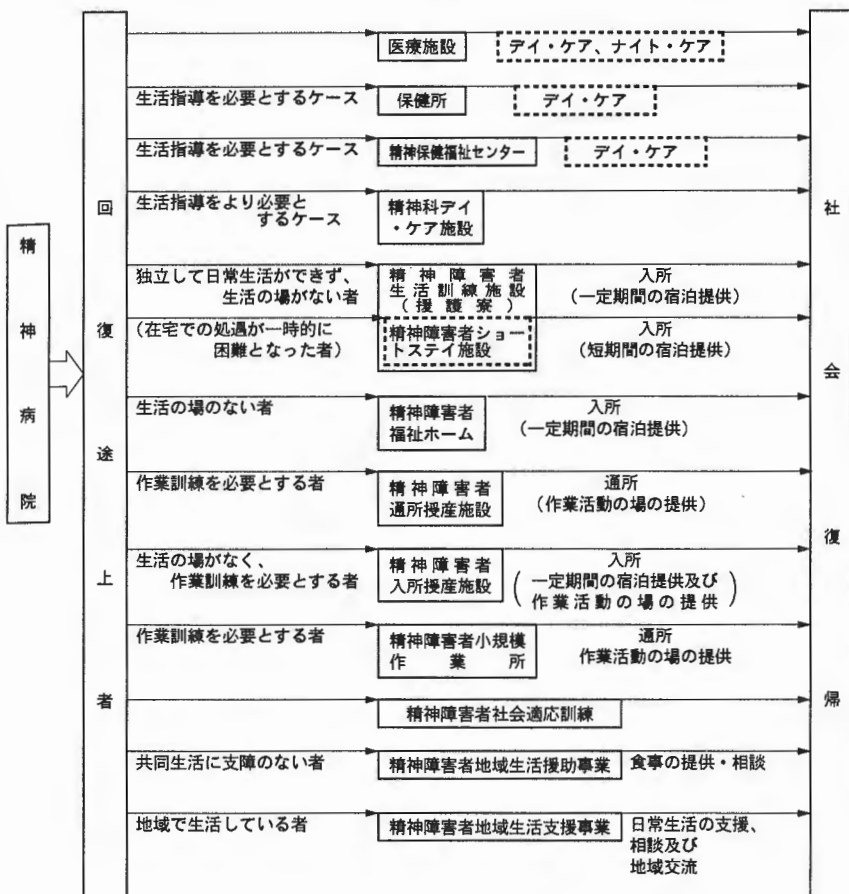 精神病院
回復途上者
社会復帰
医療施設 デイ・ケア、ナイト・ケア
生活指導を必要とするケース 保健所 デイ・ケア
生活指導を必要とするケース 精神保健福祉センター デイ・ケア
生活指導をより必要と
するケース
精神科デイ
・ケア施設
独立して日常生活ができず、
生活の場がない者
精神障害者
生活訓練施設
(援護寮)
入所
(一定期間の宿泊提供)
(在宅での処遇が一時的に
困難となった者)
精神障害者ショー
トステイ施設
入所
(短期間の宿泊提供)
生活の場のない者
精神障害者
福祉ホーム
入所
(一定期間の宿泊提供)
作業訓練を必要とする者
精神障害者
通所授産施設
通所
(作業活動の場の提供)
生活の場がなく、
作業訓練を必要とする者
精神障害者
入所授産施設
入所
(一定期間の宿泊提供及び
作業活動の場の提供)
作業訓練を必要とする者
精神障害者小規模
作業所
通所
作業活動の場の提供
精神障害者社会適応訓練
共同生活に支障のない者 精神障害者地域生活援助事業 食事の提供・相談
地域で生活している者 精神障害者地域生活支援事業 日常生活の支援、
相談及び
地域交流